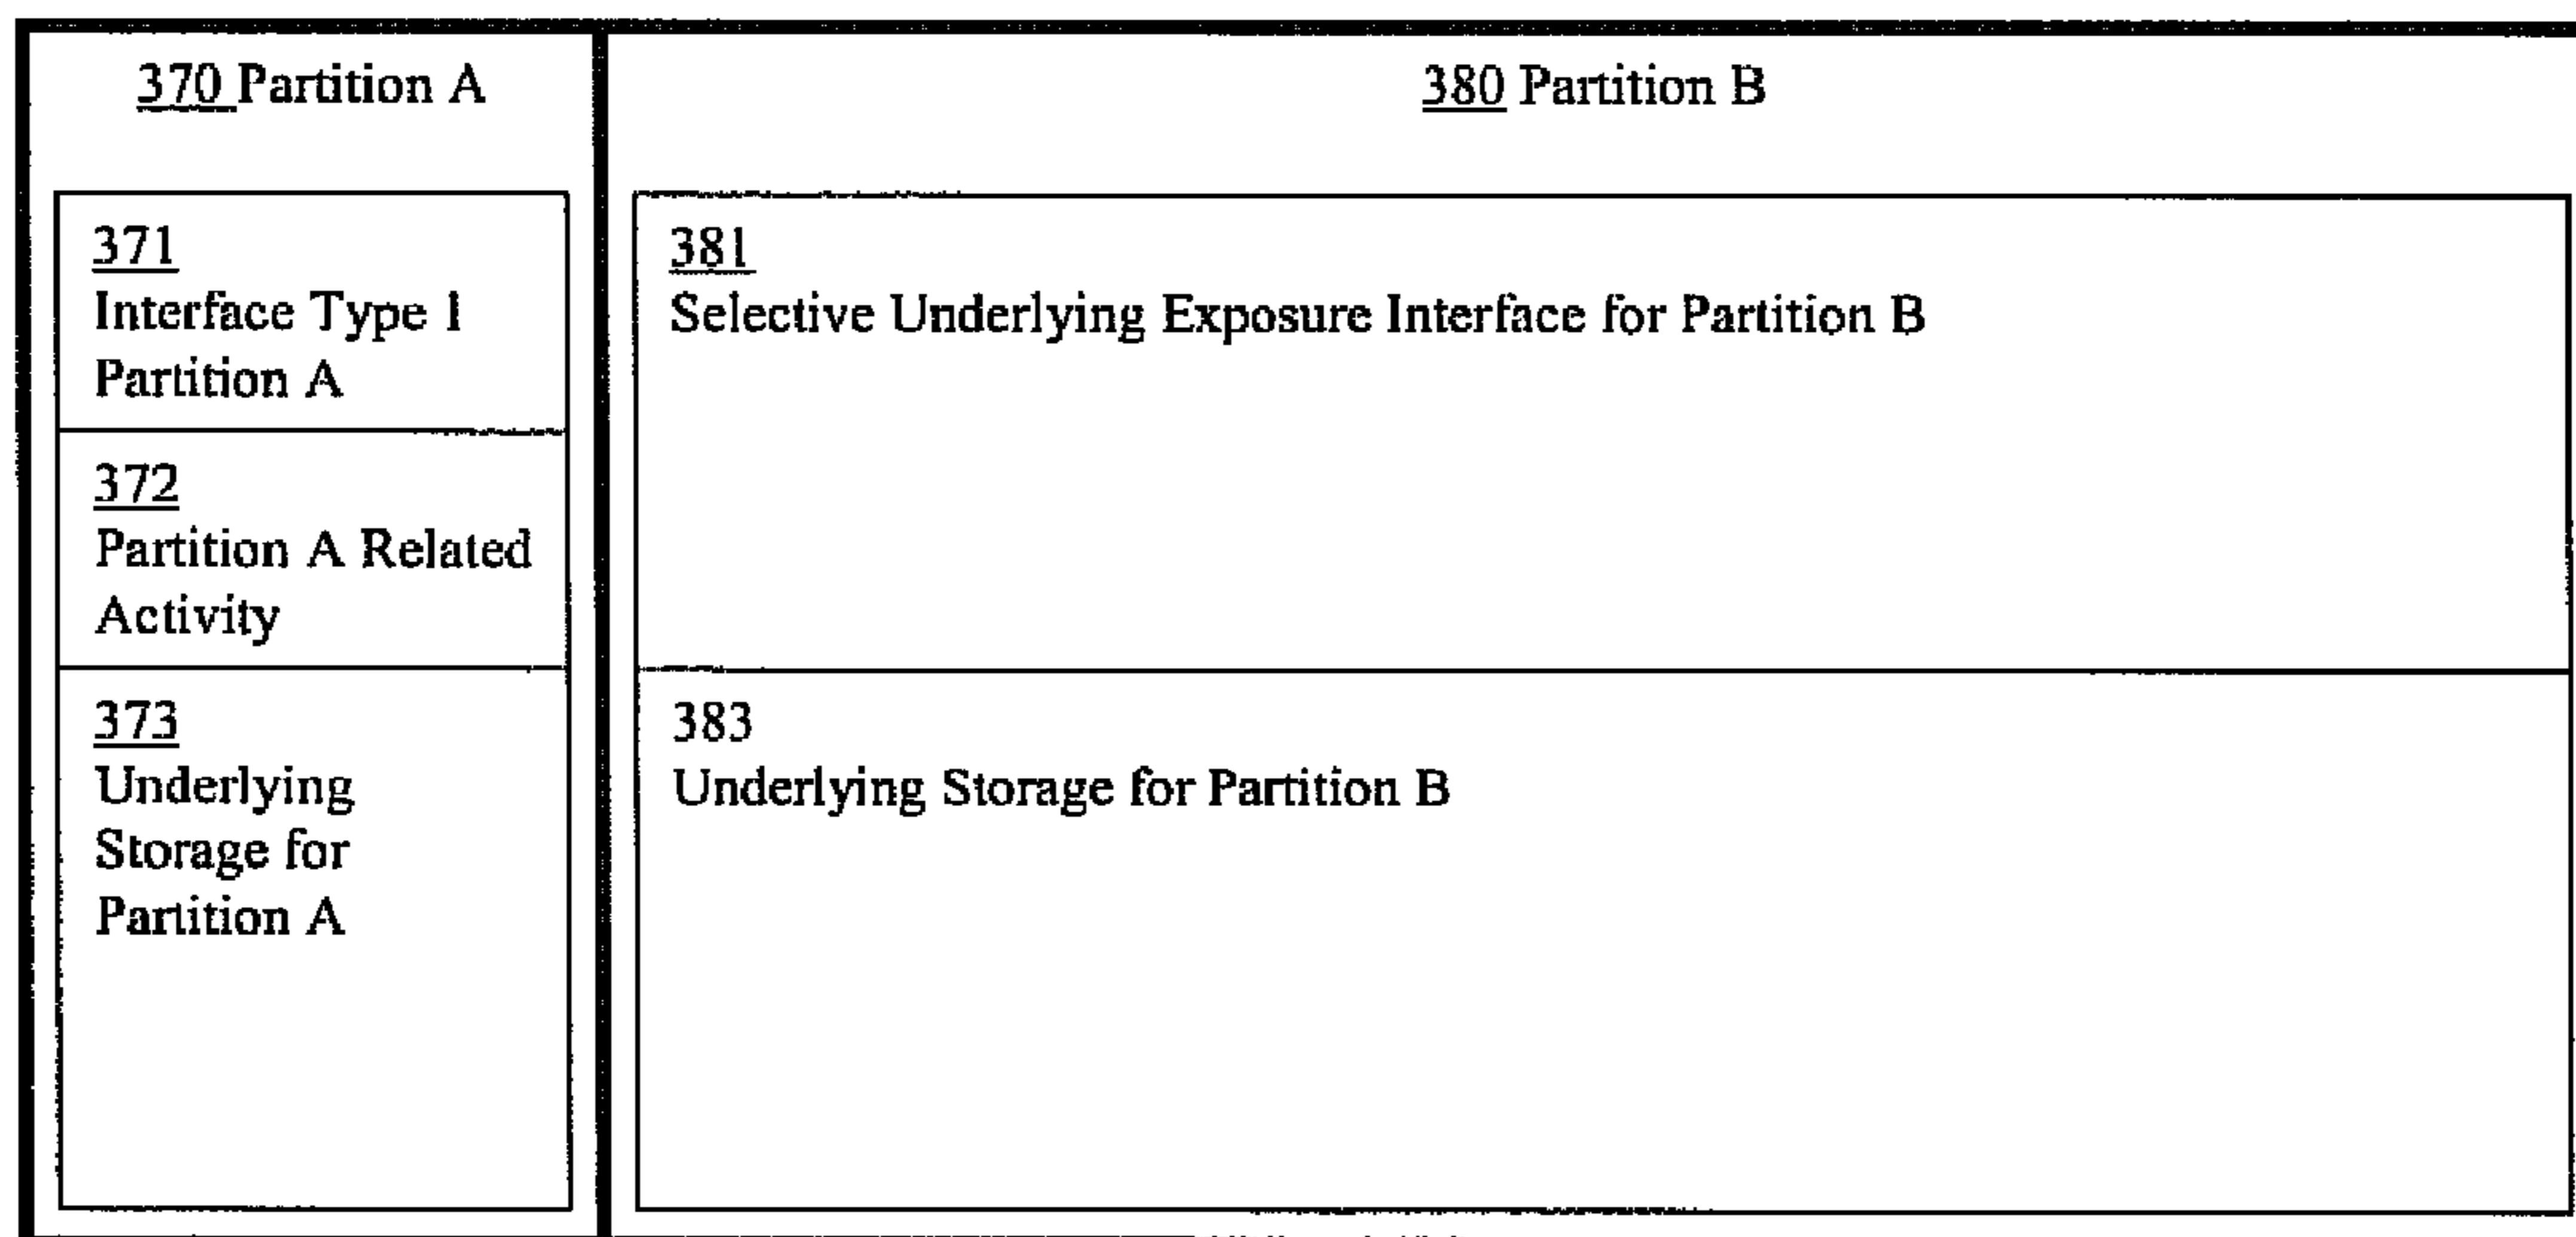 370 Partition A
380 Partition B
371
Interface Type 1
Partition A
372
Partition A Related
Activity
373
Underlying
Storage for
Partition A
381
Selective Underlying Exposure Interface for Partition B
383
Underlying Storage for Partition B